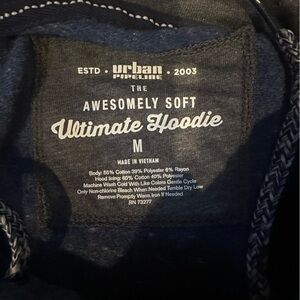 ESTD • urban • 2003
PIPELINE
THE
AWESOMELY SOFT
Ultimate Hoodie
M
MADE IN VIETNAM
Body: 55% Cotton 39% Polyester 6% Rayon
Hood lining: 60% Cotton 40% Polyester
Machine Wash Cold With Like Colors Gentle Cycle
Only Non-chlorine Bleach When Needed Tumble Dry Low
Remove Promptly Warm Iron If Needed
RN 73277